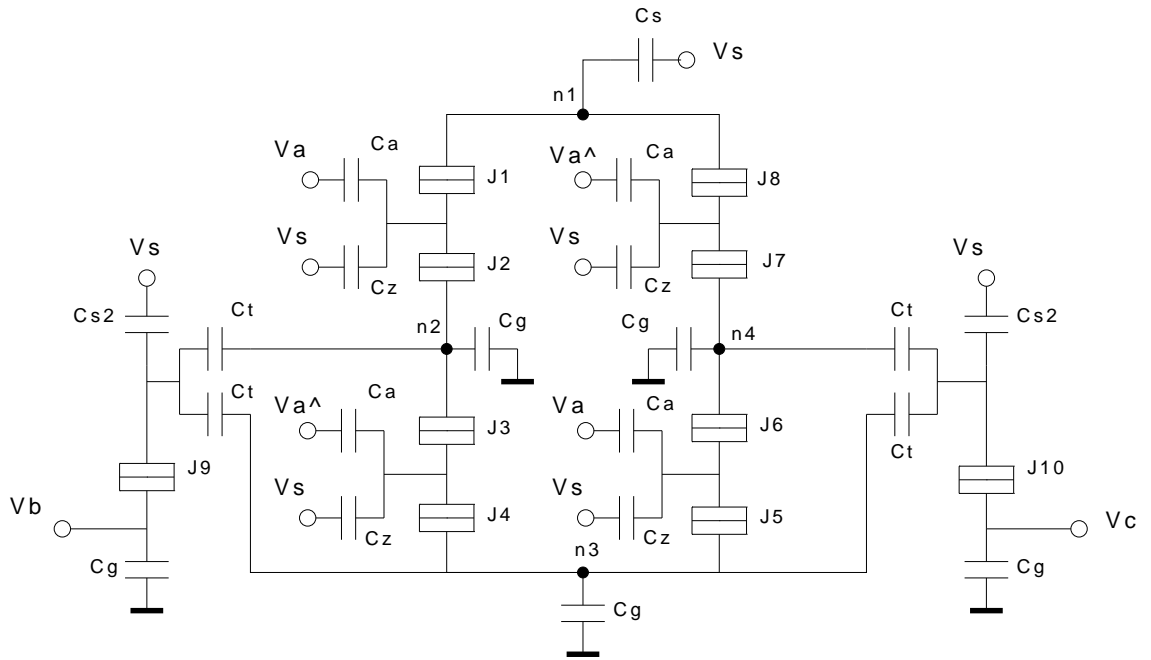 Cs
Vs
n1
Va Ca
J1
Va^ Ca
J8
Vs
Cz
J2
Vs
Cz
J7
Vs
Cs2
Ct
n2
Cg
Cg
n4
Ct
Vs
Cs2
Ct
Va^ Ca
J3
Va Ca
J6
Ct
J9
Vs
Cz
J4
Vs
Cz
J5
J10
Vb
Cg
n3
Cg
Vc
Cg